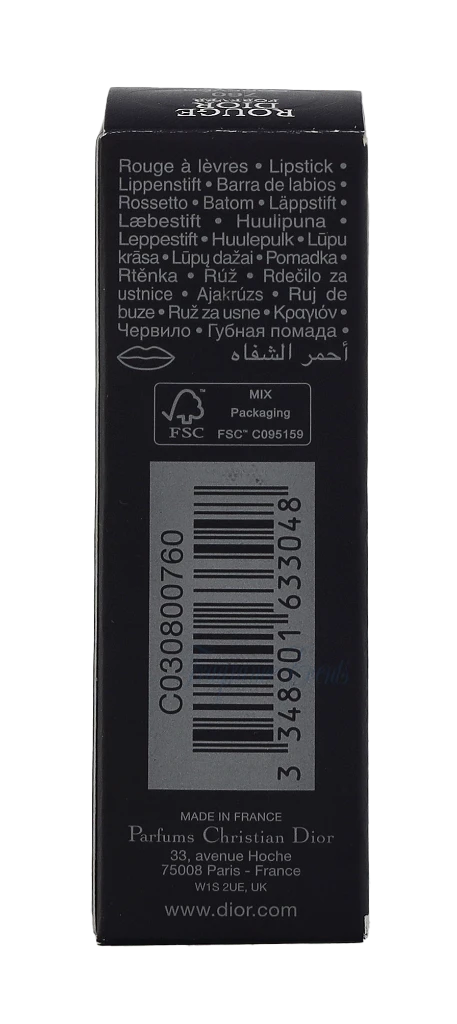 760
ROUGE
DIOR
FOREVER
Rouge à lèvres • Lipstick •
Lippenstift • Barra de labios •
Rossetto • Batom • Läppstift •
Læbestift • Huulipuna •
Leppestift • Huulepulk • Lūpu
krāsa • Lūpų dažai • Pomadka •
Rtěnka • Rúž • Rdečilo za
ustnice • Ajakrúzs • Ruj de
buze • Ruž za usne • Κραγιόν •
Червило • Губная помада •
أحمر الشفاه
FSC™
MIX
Packaging
FSC™ C095159
C030800760
3 348901 633048
MADE IN FRANCE
Parfums Christian Dior
33, avenue Hoche
75008 Paris - France
W1S 2UE, UK
www.dior.com